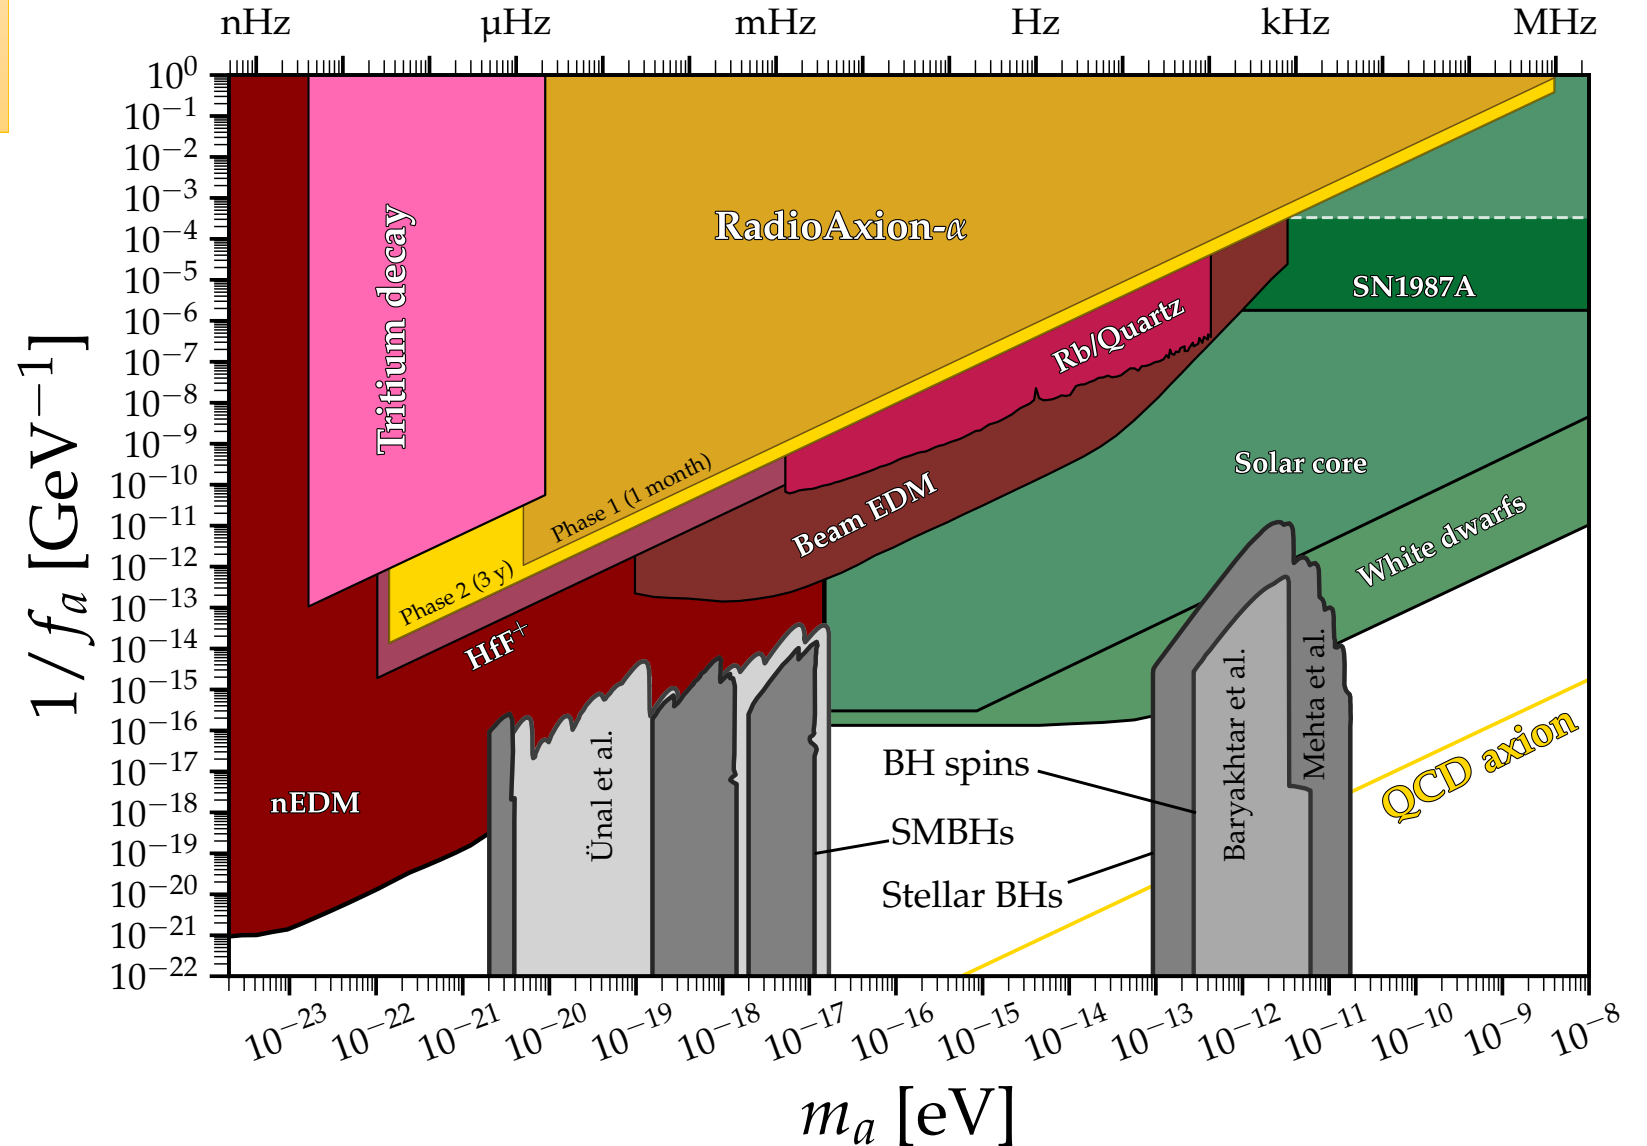 nHz µHz mHz Hz kHz MHz
10⁰
10⁻¹
10⁻²
10⁻³
10⁻⁴
10⁻⁵
10⁻⁶
10⁻⁷
10⁻⁸
10⁻⁹
10⁻¹⁰
10⁻¹¹
10⁻¹²
10⁻¹³
10⁻¹⁴
10⁻¹⁵
10⁻¹⁶
10⁻¹⁷
10⁻¹⁸
10⁻¹⁹
10⁻²⁰
10⁻²¹
10⁻²²
1/fₐ [GeV⁻¹]
Tritium decay
RadioAxion-α
SN1987A
Rb/Quartz
Solar core
Phase 1 (1 month)
Beam EDM
White dwarfs
Phase 2 (3 y)
HfF⁺
nEDM
Ünal et al.
BH spins
SMBHs
Stellar BHs
Baryakhtar et al.
Mehta et al.
QCD axion
10⁻²³ 10⁻²² 10⁻²¹ 10⁻²⁰ 10⁻¹⁹ 10⁻¹⁸ 10⁻¹⁷ 10⁻¹⁶ 10⁻¹⁵ 10⁻¹⁴ 10⁻¹³ 10⁻¹² 10⁻¹¹ 10⁻¹⁰ 10⁻⁹ 10⁻⁸
mₐ [eV]